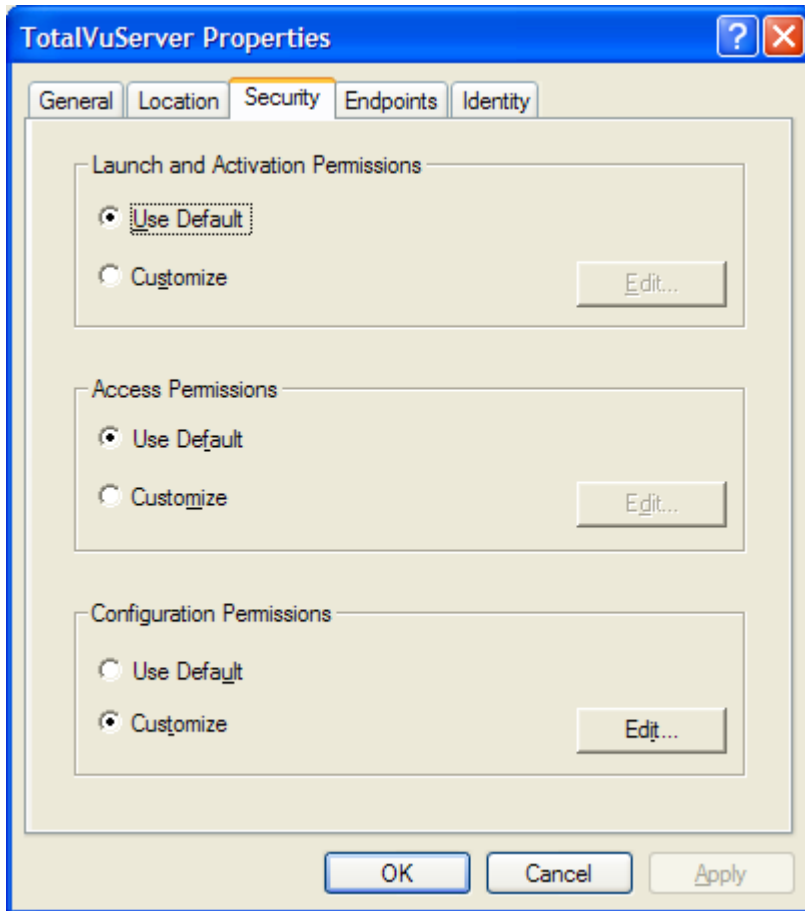 TotalVuServer Properties
General Location Security Endpoints Identity
Launch and Activation Permissions
Use Default
Customize
Edit...
Access Permissions
Use Default
Customize
Edit...
Configuration Permissions
Use Default
Customize
Edit...
OK Cancel Apply